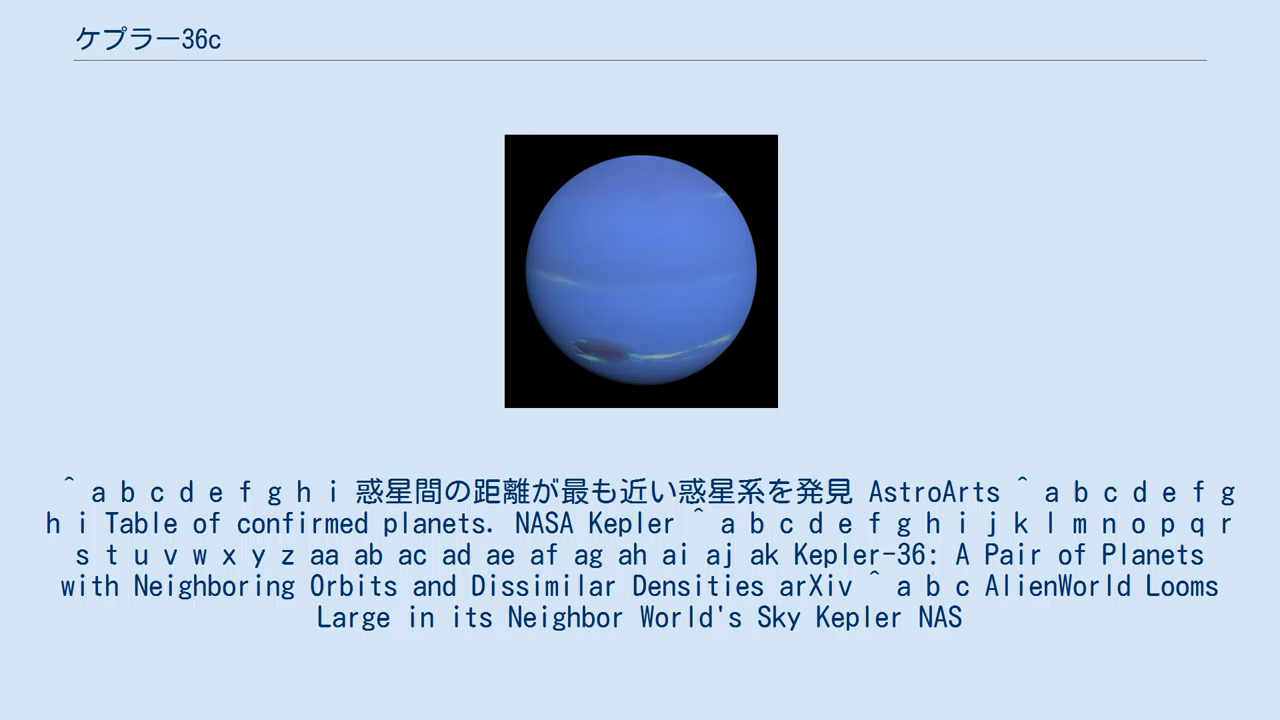 ケプラー36c
^ a b c d e f g h i 惑星間の距離が最も近い惑星系を発見 AstroArts ^ a b c d e f g
h i Table of confirmed planets. NASA Kepler ^ a b c d e f g h i j k l m n o p q r
s t u v w x y z aa ab ac ad ae af ag ah ai aj ak Kepler-36: A Pair of Planets
with Neighboring Orbits and Dissimilar Densities arXiv ^ a b c AlienWorld Looms
Large in its Neighbor World's Sky Kepler NAS